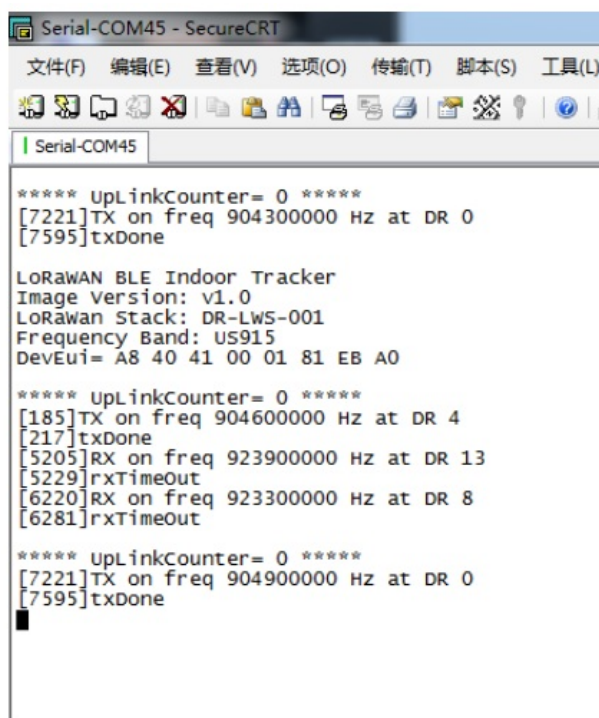 Serial-COM45 - SecureCRT
文件(F) 编辑(E) 查看(V) 选项(O) 传输(T) 脚本(S) 工具(L)
Serial-COM45
***** UpLinkCounter= 0 *****
[7221]TX on freq 904300000 Hz at DR 0
[7595]txDone
LoRaWAN BLE Indoor Tracker
Image Version: v1.0
LoRaWan Stack: DR-LWS-001
Frequency Band: US915
DevEui= A8 40 41 00 01 81 EB A0
***** UpLinkCounter= 0 *****
[185]TX on freq 904600000 Hz at DR 4
[217]txDone
[5205]RX on freq 923900000 Hz at DR 13
[5229]rxTimeOut
[6220]RX on freq 923300000 Hz at DR 8
[6281]rxTimeOut
***** UpLinkCounter= 0 *****
[7221]TX on freq 904900000 Hz at DR 0
[7595]txDone